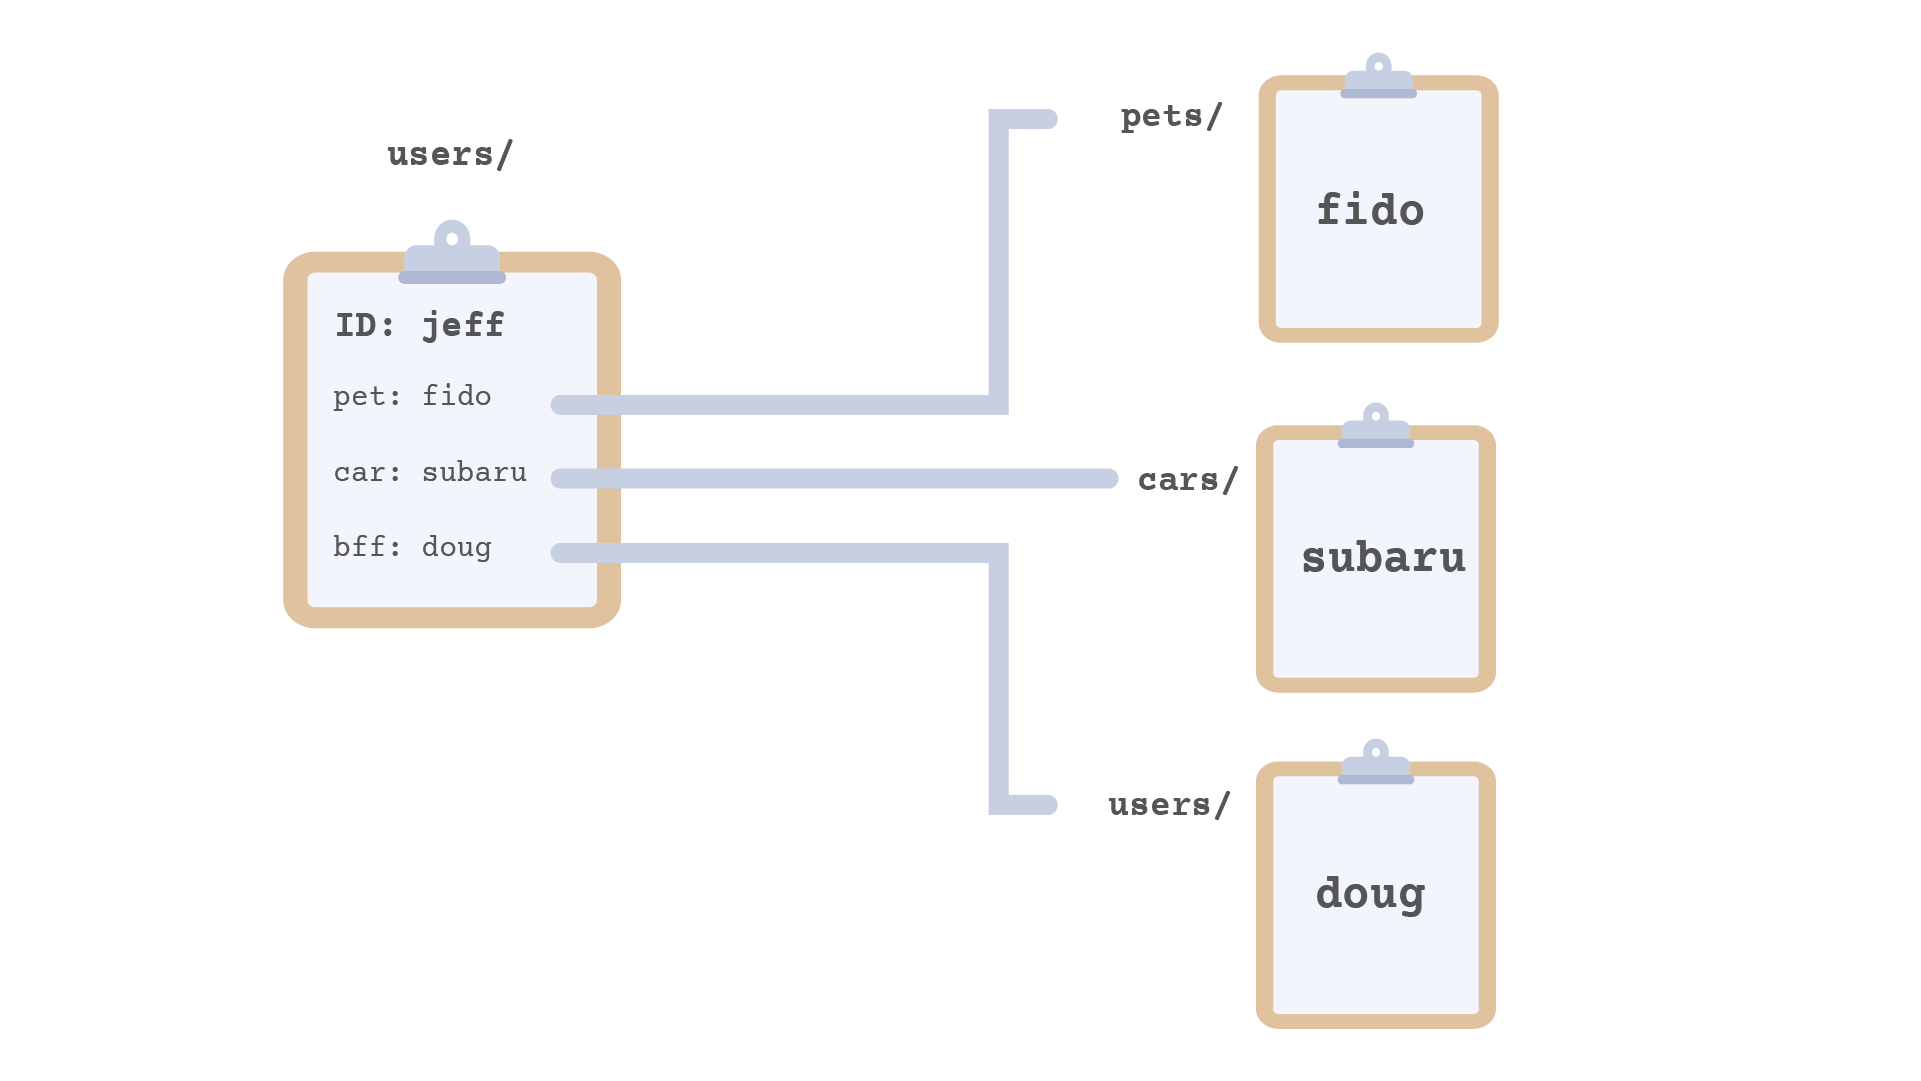 users/
ID: jeff
pet: fido
car: subaru
bff: doug
pets/
fido
cars/
subaru
users/
doug